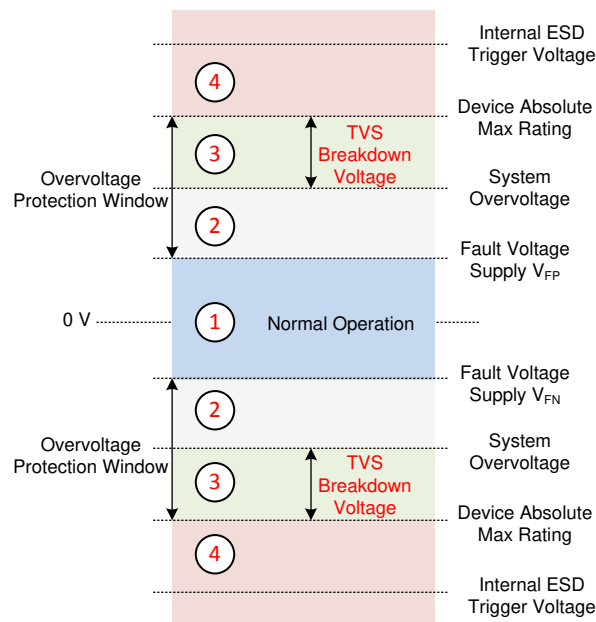 Internal ESD
Trigger Voltage
4
Device Absolute
Max Rating
TVS
Breakdown
Voltage
3
Overvoltage
Protection Window
System
Overvoltage
2
Fault Voltage
Supply VFP
0 V
1
Normal Operation
Fault Voltage
Supply VFN
2
System
Overvoltage
Overvoltage
Protection Window
TVS
Breakdown
Voltage
3
Device Absolute
Max Rating
4
Internal ESD
Trigger Voltage